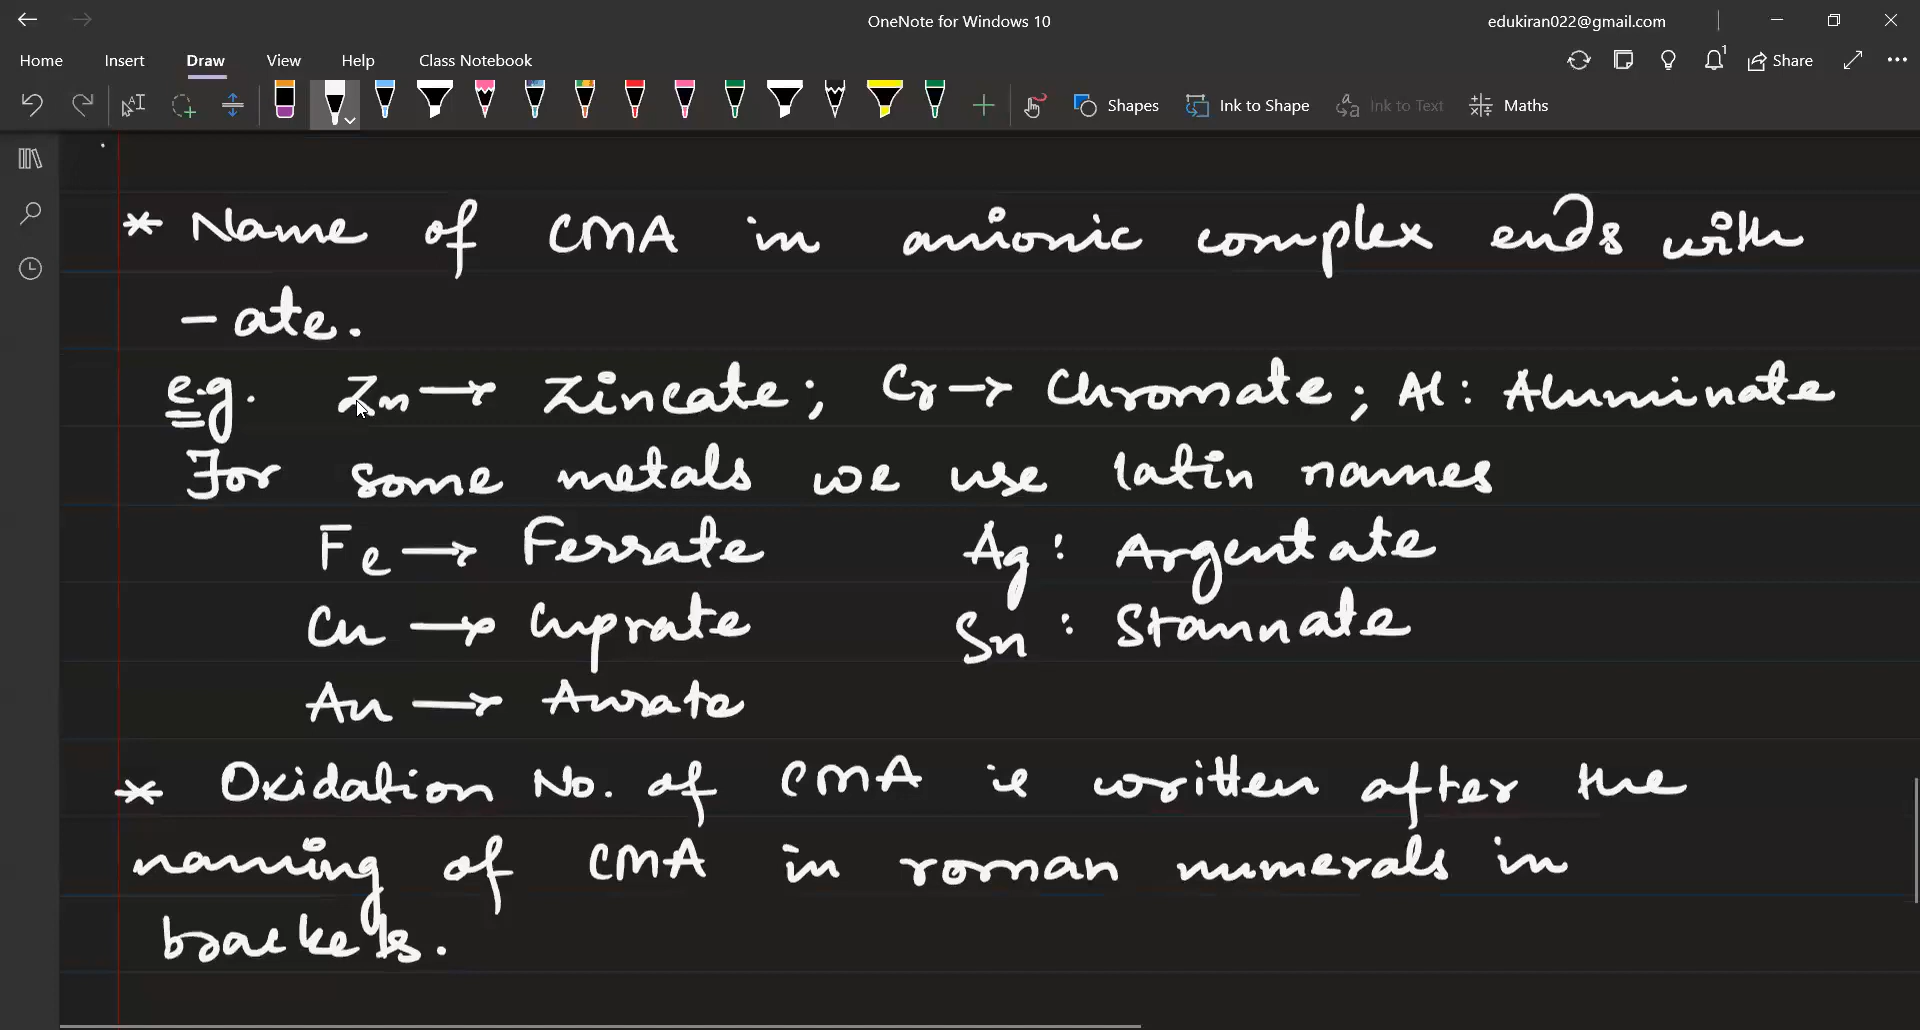 OneNote for Windows 10
edukiran022@gmail.com
Home Insert Draw View Help Class Notebook
1 Share
Shapes Ink to Shape Ink to Text Maths
* Name of CMA in anionic complex ends with
- ate.
e.g. Zn → Zincate ; Cr → Chromate ; Al : Aluminate
For some metals we use latin names
Fe → Ferrate Ag : Argentate
Cu → Cuprate Sn : Stannate
Au → Aurate
* Oxidation No. of CMA is written after the
naming of CMA in roman numerals in
brackets.